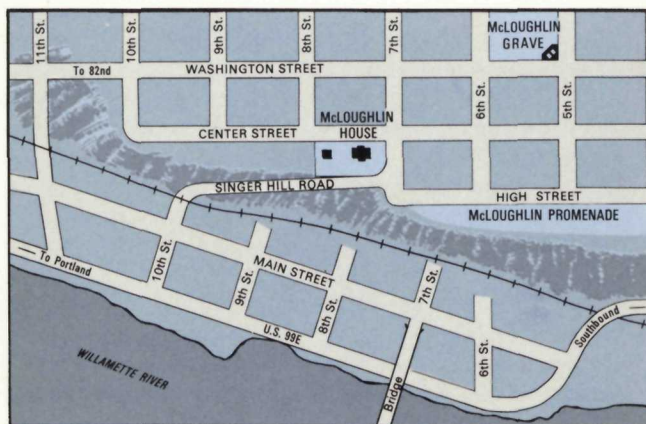 11th St.
10th St.
9th St.
8th St.
7th St.
6th St.
5th St.
McLOUGHLIN
GRAVE
To 82nd
WASHINGTON STREET
CENTER STREET
McLOUGHLIN
HOUSE
SINGER HILL ROAD
HIGH STREET
McLOUGHLIN PROMENADE
To Portland
10th St.
MAIN STREET
9th St.
8th St.
7th St.
6th St.
U.S. 99E
Southbound
WILLAMETTE RIVER
Bridge